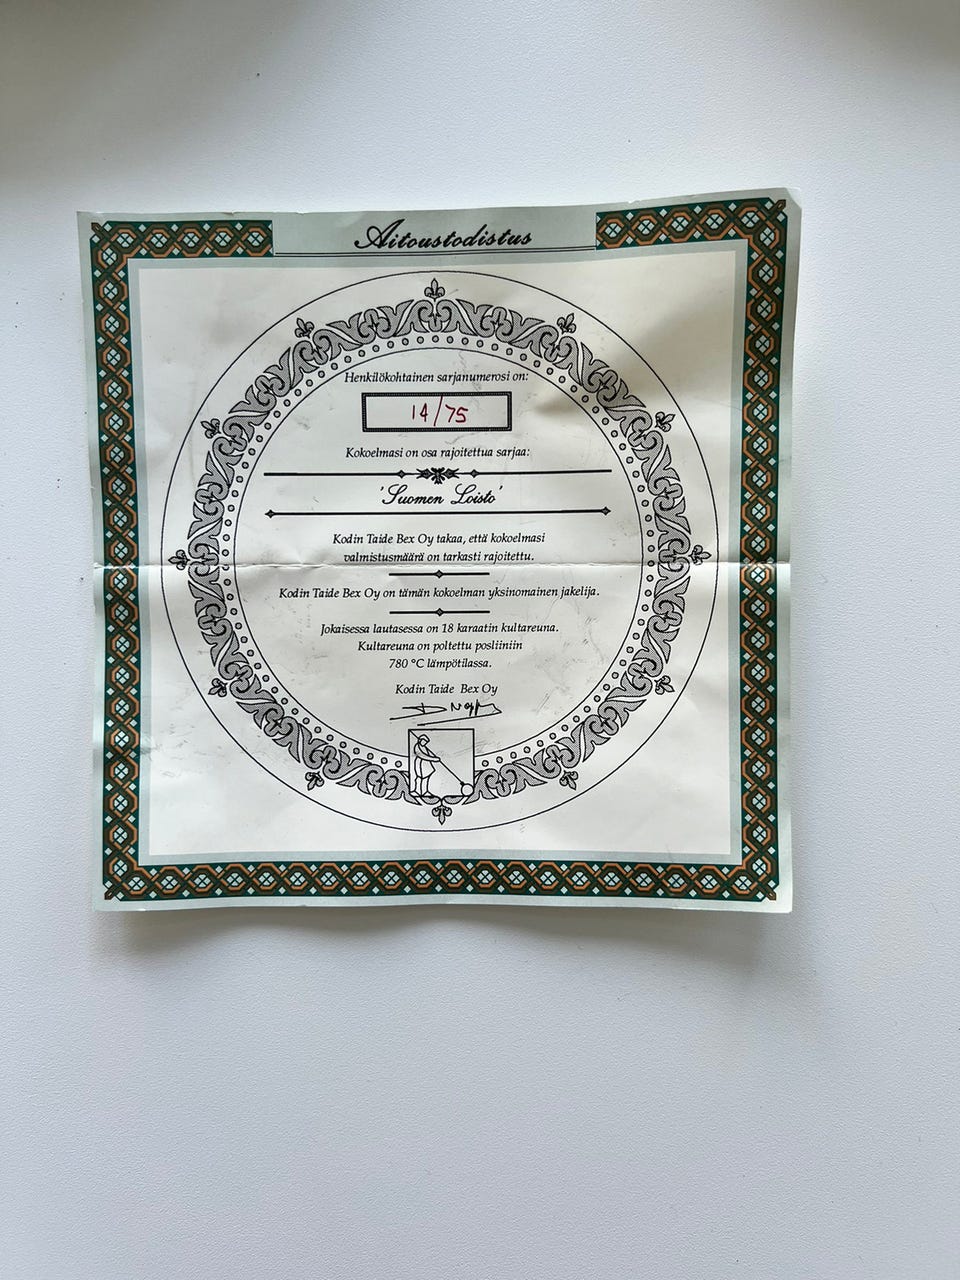 Aitoustodistus
Henkilökohtainen sarjanumerosi on:
14/75
Kokoelmasi on osa rajoitettua sarjaa:
'Suomen Loisto'
Kodin Taide Bex Oy takaa, että kokoelmasi
valmistusmäärä on tarkasti rajoitettu.
Kodin Taide Bex Oy on tämän kokoelman yksinomainen jakelija.
Jokaisessa lautasessa on 18 karaatin kultareuna.
Kultareuna on poltettu posliiniin
780 °C lämpötilassa.
Kodin Taide Bex Oy